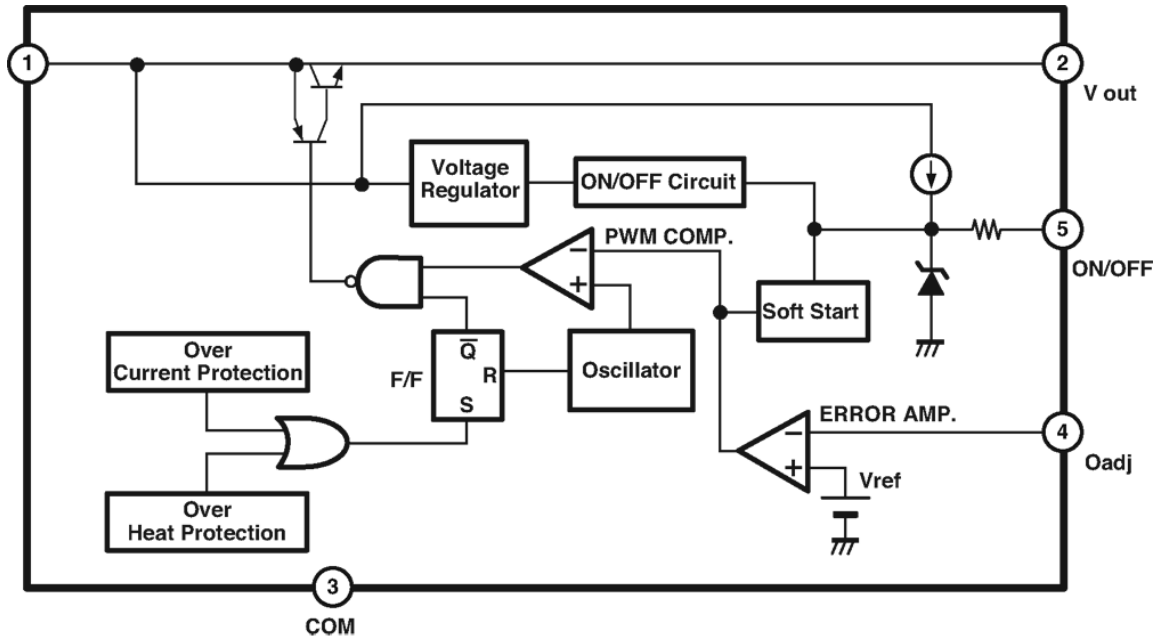 1
2
V out
Voltage
Regulator
ON/OFF Circuit
5
ON/OFF
PWM COMP.
−
+
Soft Start
Over
Current Protection
F/F
Q̅
R
S
Oscillator
ERROR AMP.
−
+
4
Oadj
Vref
Over
Heat Protection
3
COM